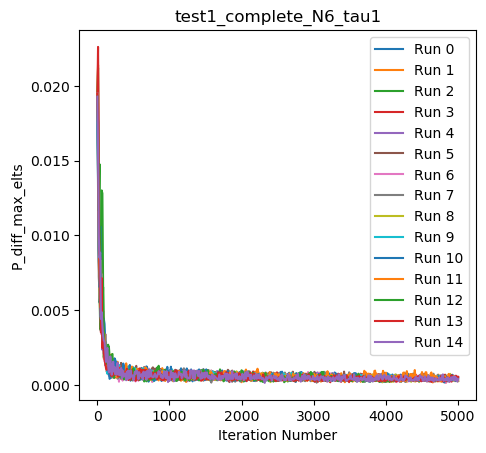 test1_complete_N6_tau1
P_diff_max_elts
0.020
0.015
0.010
0.005
0.000
0
1000
2000
3000
4000
5000
Iteration Number
Run 0
Run 1
Run 2
Run 3
Run 4
Run 5
Run 6
Run 7
Run 8
Run 9
Run 10
Run 11
Run 12
Run 13
Run 14